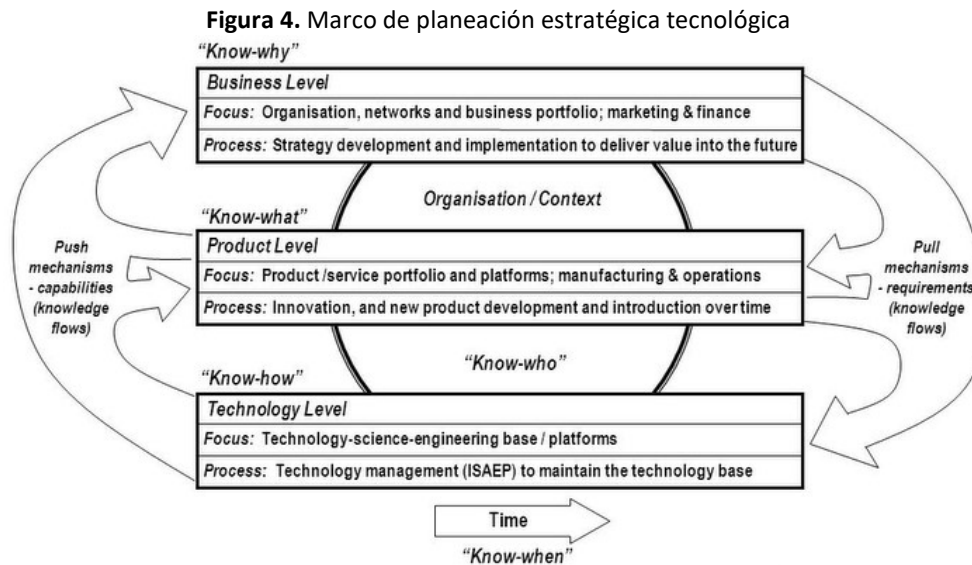 Figura 4. Marco de planeación estratégica tecnológica
“Know-why”
Business Level
Focus: Organisation, networks and business portfolio; marketing & finance
Process: Strategy development and implementation to deliver value into the future
Organisation / Context
“Know-what”
Product Level
Focus: Product /service portfolio and platforms; manufacturing & operations
Process: Innovation, and new product development and introduction over time
Push
mechanisms
- capabilities
(knowledge
flows)
Pull
mechanisms
- requirements
(knowledge
flows)
“Know-who”
“Know-how”
Technology Level
Focus: Technology-science-engineering base / platforms
Process: Technology management (ISAEP) to maintain the technology base
Time
“Know-when”